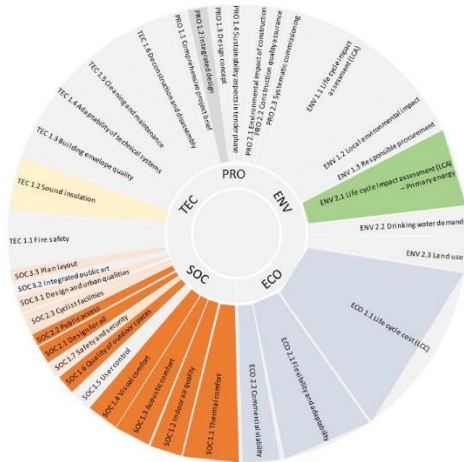 PRO
ENV
ECO
SOC
TEC
PRO 1.1 Comprehensive project brief
PRO 1.2 Integrated design
PRO 1.3 Design concept
PRO 1.4 Sustainability aspects in tender phase
PRO 2.1 Environmental impact of construction
PRO 2.2 Construction quality assurance
PRO 2.3 Systematic commissioning
ENV 1.1 Life cycle impact
assessment (LCA)
ENV 1.2 Local environmental impact
ENV 1.3 Responsible procurement
ENV 2.1 Life cycle impact assessment (LCA)
– Primary energy
ENV 2.2 Drinking water demand
ENV 2.3 Land use
ECO 1.1 Life cycle cost (LCC)
ECO 2.1 Flexibility and adaptability
ECO 2.2 Commercial viability
SOC 1.1 Thermal comfort
SOC 1.2 Indoor air quality
SOC 1.3 Acoustic comfort
SOC 1.4 Visual comfort
SOC 1.5 User control
SOC 1.6 Quality of outdoor spaces
SOC 1.7 Safety and security
SOC 2.1 Design for all
SOC 2.2 Public access
SOC 2.3 Cyclist facilities
SOC 3.1 Design and urban qualities
SOC 3.2 Integrated public art
SOC 3.3 Plan layout
TEC 1.1 Fire safety
TEC 1.2 Sound insulation
TEC 1.3 Building envelope quality
TEC 1.4 Adaptability of technical systems
TEC 1.5 Cleaning and maintenance
TEC 1.6 Deconstruction and disassembly